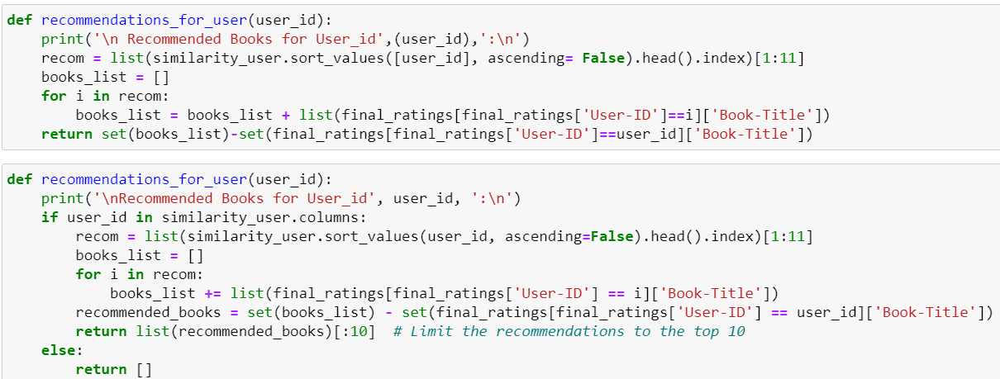 def recommendations_for_user(user_id):
    print('\n Recommended Books for User_id',(user_id),':\n')
    recom = list(similarity_user.sort_values([user_id], ascending= False).head().index)[1:11]
    books_list = []
    for i in recom:
        books_list = books_list + list(final_ratings[final_ratings['User-ID']==i]['Book-Title'])
    return set(books_list)-set(final_ratings[final_ratings['User-ID']==user_id]['Book-Title'])
def recommendations_for_user(user_id):
    print('\nRecommended Books for User_id', user_id, ':\n')
    if user_id in similarity_user.columns:
        recom = list(similarity_user.sort_values(user_id, ascending=False).head().index)[1:11]
        books_list = []
        for i in recom:
            books_list += list(final_ratings[final_ratings['User-ID'] == i]['Book-Title'])
        recommended_books = set(books_list) - set(final_ratings[final_ratings['User-ID'] == user_id]['Book-Title'])
        return list(recommended_books)[:10]  # Limit the recommendations to the top 10
    else:
        return []